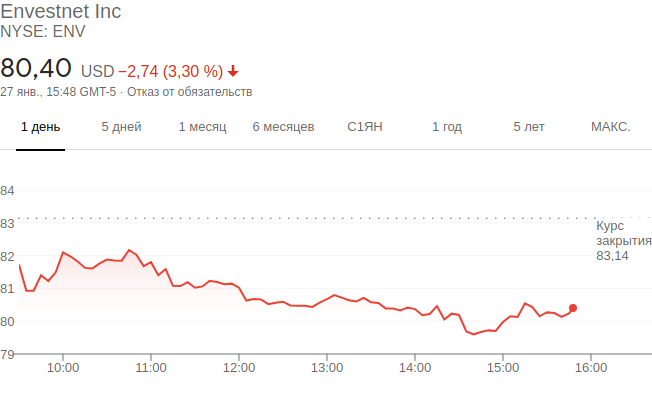 Envestnet Inc
NYSE: ENV
80,40 USD −2,74 (3,30 %)
27 янв., 15:48 GMT-5 · Отказ от обязательств
1 день 5 дней 1 месяц 6 месяцев С1ЯН 1 год 5 лет МАКС.
84
83
Курс
закрытия
83,14
82
81
80
79
10:00 11:00 12:00 13:00 14:00 15:00 16:00